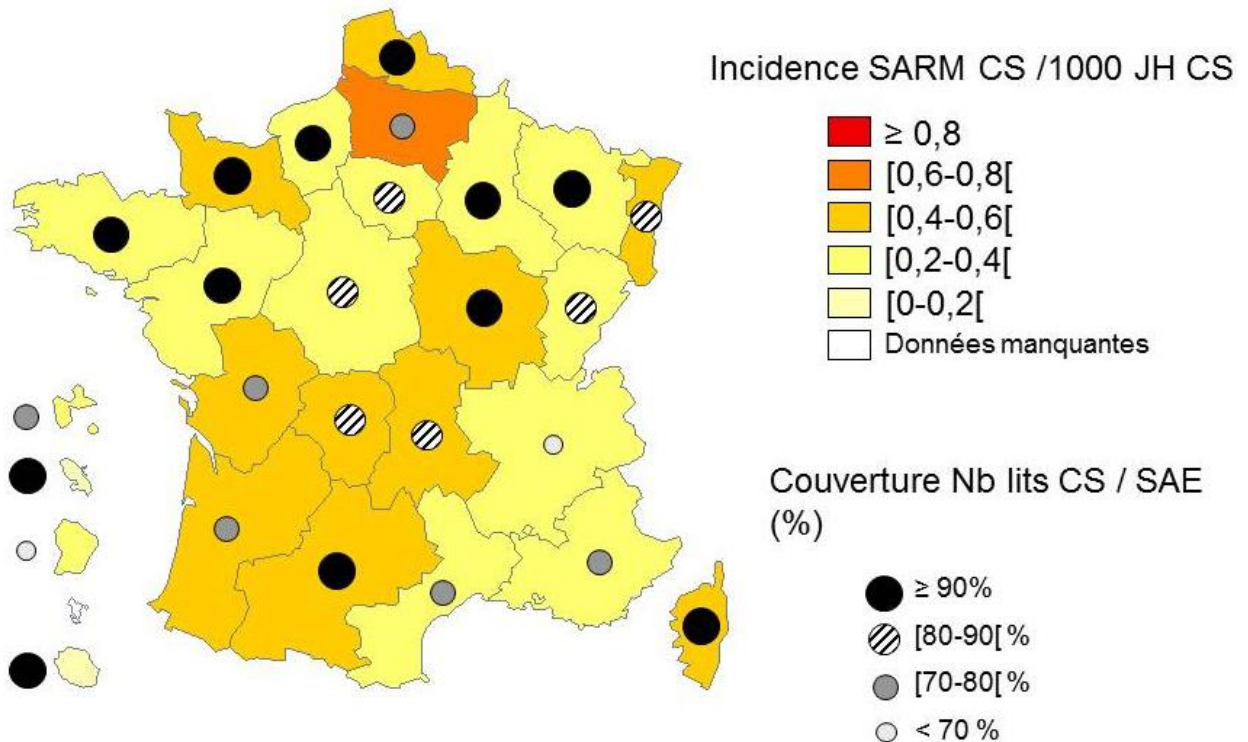 Incidence SARM CS /1000 JH CS
≥ 0,8
[0,6-0,8[
[0,4-0,6[
[0,2-0,4[
[0-0,2[
Données manquantes
Couverture Nb lits CS / SAE
(%)
≥ 90%
[80-90[ %
[70-80[ %
< 70 %